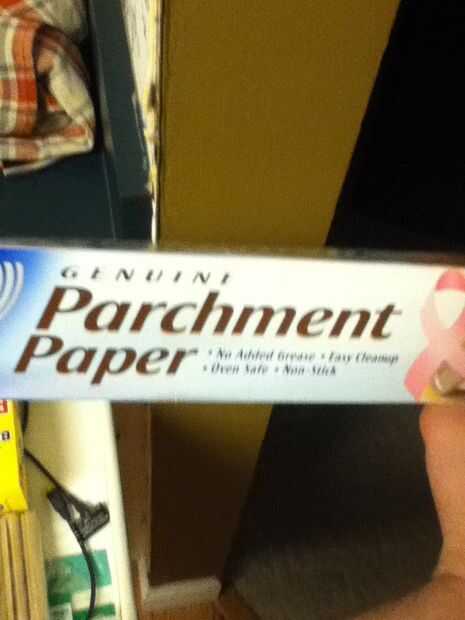 GENUINE
Parchment
Paper
• No Added Grease • Easy Cleanup
• Oven Safe • Non-Stick